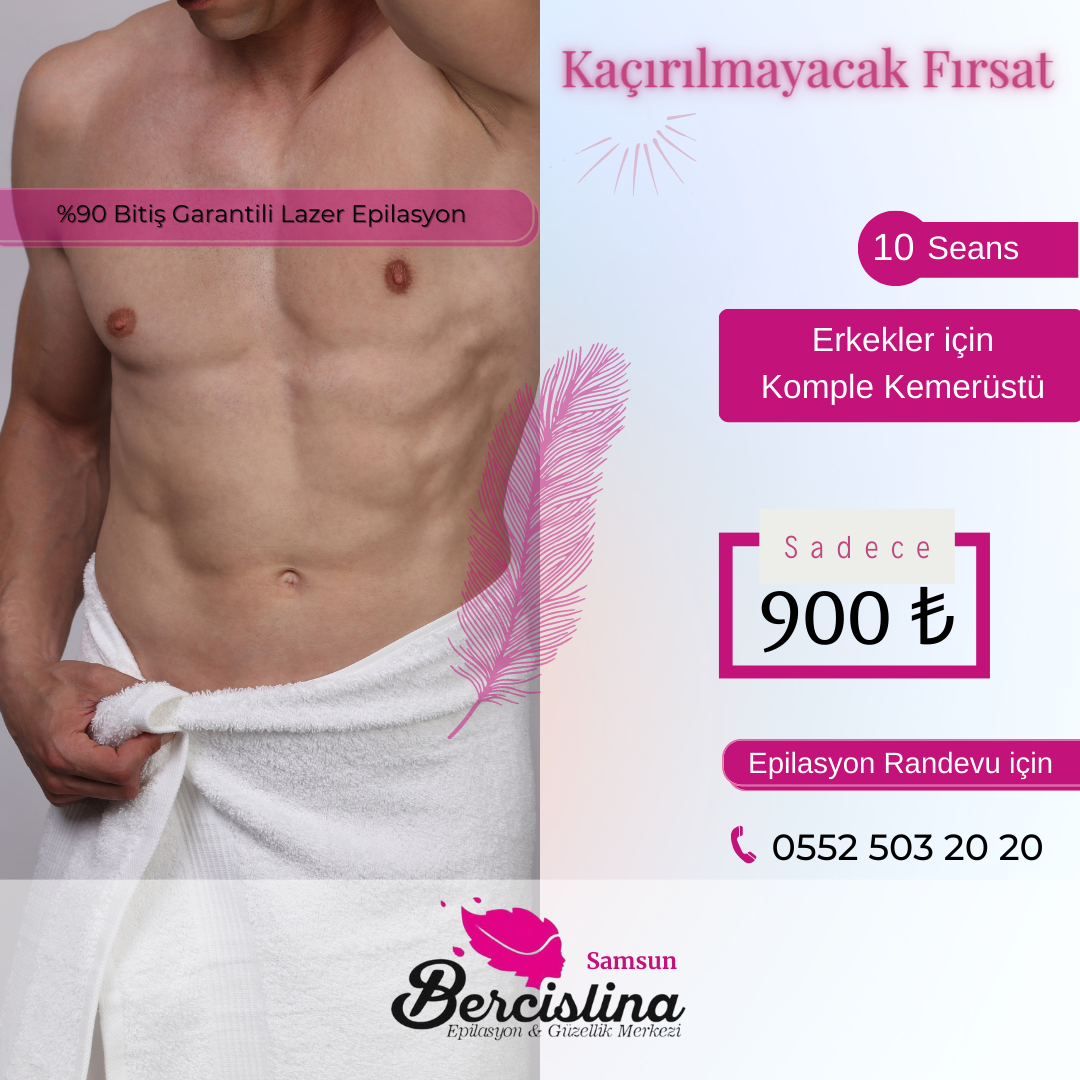 Kaçırılmayacak Fırsat
%90 Bitiş Garantili Lazer Epilasyon
10 Seans
Erkekler için
Komple Kemerüstü
Sadece
900 ₺
Epilasyon Randevu için
0552 503 20 20
Samsun
Bercislina
Epilasyon & Güzellik Merkezi